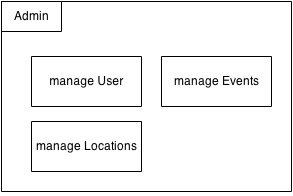 Admin
manage User
manage Events
manage Locations